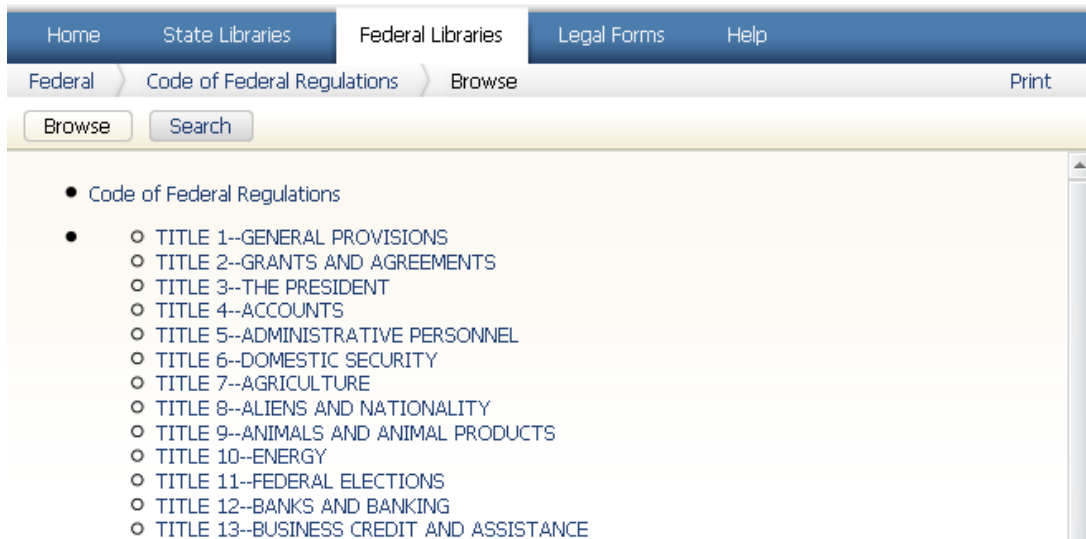 Home State Libraries Federal Libraries Legal Forms Help
Federal Code of Federal Regulations Browse Print
Browse Search
Code of Federal Regulations
TITLE 1--GENERAL PROVISIONS
TITLE 2--GRANTS AND AGREEMENTS
TITLE 3--THE PRESIDENT
TITLE 4--ACCOUNTS
TITLE 5--ADMINISTRATIVE PERSONNEL
TITLE 6--DOMESTIC SECURITY
TITLE 7--AGRICULTURE
TITLE 8--ALIENS AND NATIONALITY
TITLE 9--ANIMALS AND ANIMAL PRODUCTS
TITLE 10--ENERGY
TITLE 11--FEDERAL ELECTIONS
TITLE 12--BANKS AND BANKING
TITLE 13--BUSINESS CREDIT AND ASSISTANCE